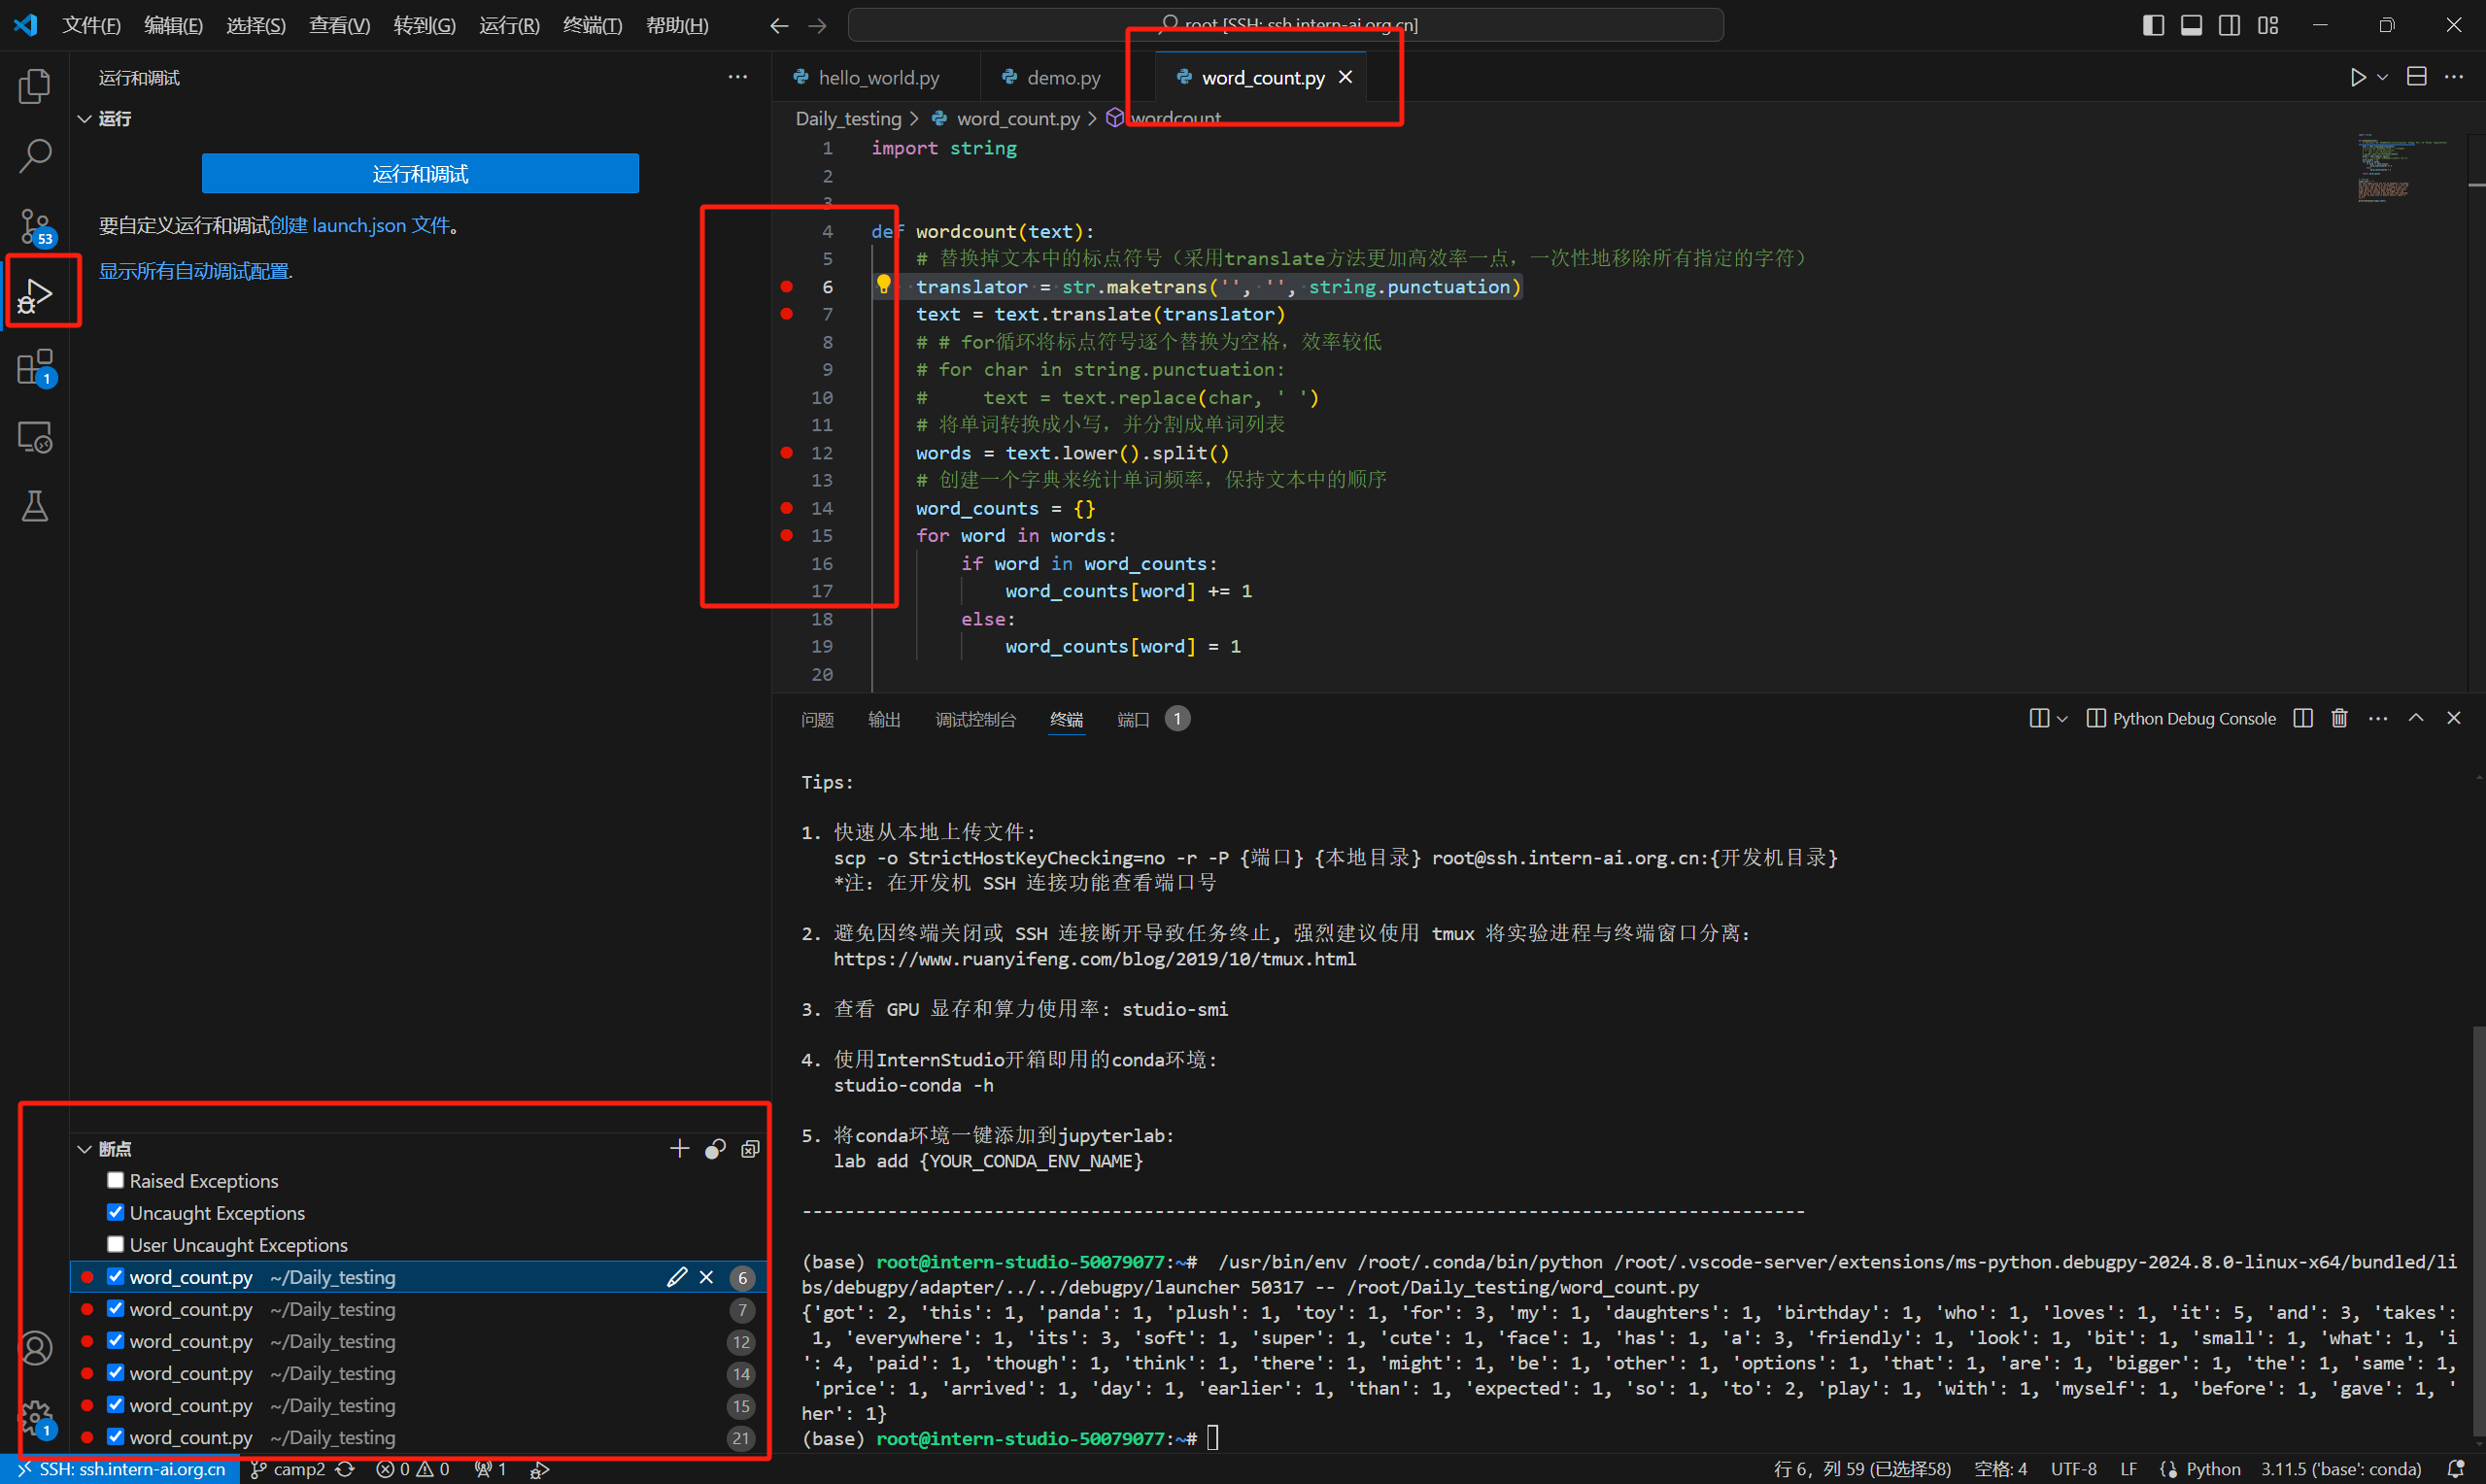 文件(F) 编辑(E) 选择(S) 查看(V) 转到(G) 运行(R) 终端(T) 帮助(H)
root [SSH: ssh.intern-ai.org.cn]
运行和调试
运行
运行和调试
要自定义运行和调试创建 launch.json 文件。
显示所有自动调试配置.
53
1
hello_world.py demo.py word_count.py
Daily_testing > word_count.py > wordcount
1 import string
2
3
4 def wordcount(text):
5 # 替换掉文本中的标点符号（采用translate方法更加高效率一点，一次性地移除所有指定的字符）
6 translator = str.maketrans('', '', string.punctuation)
7 text = text.translate(translator)
8 # # for循环将标点符号逐个替换为空格，效率较低
9 # for char in string.punctuation:
10 #     text = text.replace(char, ' ')
11 # 将单词转换成小写，并分割成单词列表
12 words = text.lower().split()
13 # 创建一个字典来统计单词频率，保持文本中的顺序
14 word_counts = {}
15 for word in words:
16 if word in word_counts:
17 word_counts[word] += 1
18 else:
19 word_counts[word] = 1
20
问题 输出 调试控制台 终端 端口 1
Python Debug Console
Tips:
1. 快速从本地上传文件:
scp -o StrictHostKeyChecking=no -r -P {端口} {本地目录} root@ssh.intern-ai.org.cn:{开发机目录}
*注: 在开发机 SSH 连接功能查看端口号
2. 避免因终端关闭或 SSH 连接断开导致任务终止, 强烈建议使用 tmux 将实验进程与终端窗口分离:
https://www.ruanyifeng.com/blog/2019/10/tmux.html
3. 查看 GPU 显存和算力使用率: studio-smi
4. 使用InternStudio开箱即用的conda环境:
studio-conda -h
5. 将conda环境一键添加到jupyterlab:
lab add {YOUR_CONDA_ENV_NAME}
----------------------------------------------------------------------------------------------
(base) root@intern-studio-50079077:~#  /usr/bin/env /root/.conda/bin/python /root/.vscode-server/extensions/ms-python.debugpy-2024.8.0-linux-x64/bundled/li
bs/debugpy/adapter/../../debugpy/launcher 50317 -- /root/Daily_testing/word_count.py
{'got': 2, 'this': 1, 'panda': 1, 'plush': 1, 'toy': 1, 'for': 3, 'my': 1, 'daughters': 1, 'birthday': 1, 'who': 1, 'loves': 1, 'it': 5, 'and': 3, 'takes':
1, 'everywhere': 1, 'its': 3, 'soft': 1, 'super': 1, 'cute': 1, 'face': 1, 'has': 1, 'a': 3, 'friendly': 1, 'look': 1, 'bit': 1, 'small': 1, 'what': 1, 'i
': 4, 'paid': 1, 'though': 1, 'think': 1, 'there': 1, 'might': 1, 'be': 1, 'other': 1, 'options': 1, 'that': 1, 'are': 1, 'bigger': 1, 'the': 1, 'same': 1,
'price': 1, 'arrived': 1, 'day': 1, 'earlier': 1, 'than': 1, 'expected': 1, 'so': 1, 'to': 2, 'play': 1, 'with': 1, 'myself': 1, 'before': 1, 'gave': 1, '
her': 1}
(base) root@intern-studio-50079077:~#
断点
Raised Exceptions
Uncaught Exceptions
User Uncaught Exceptions
word_count.py ~/Daily_testing 6
word_count.py ~/Daily_testing 7
word_count.py ~/Daily_testing 12
word_count.py ~/Daily_testing 14
word_count.py ~/Daily_testing 15
word_count.py ~/Daily_testing 21
1
SSH: ssh.intern-ai.org.cn camp2 0 0 1 行 6，列 59 (已选择58) 空格: 4 UTF-8 LF Python 3.11.5 ('base': conda)